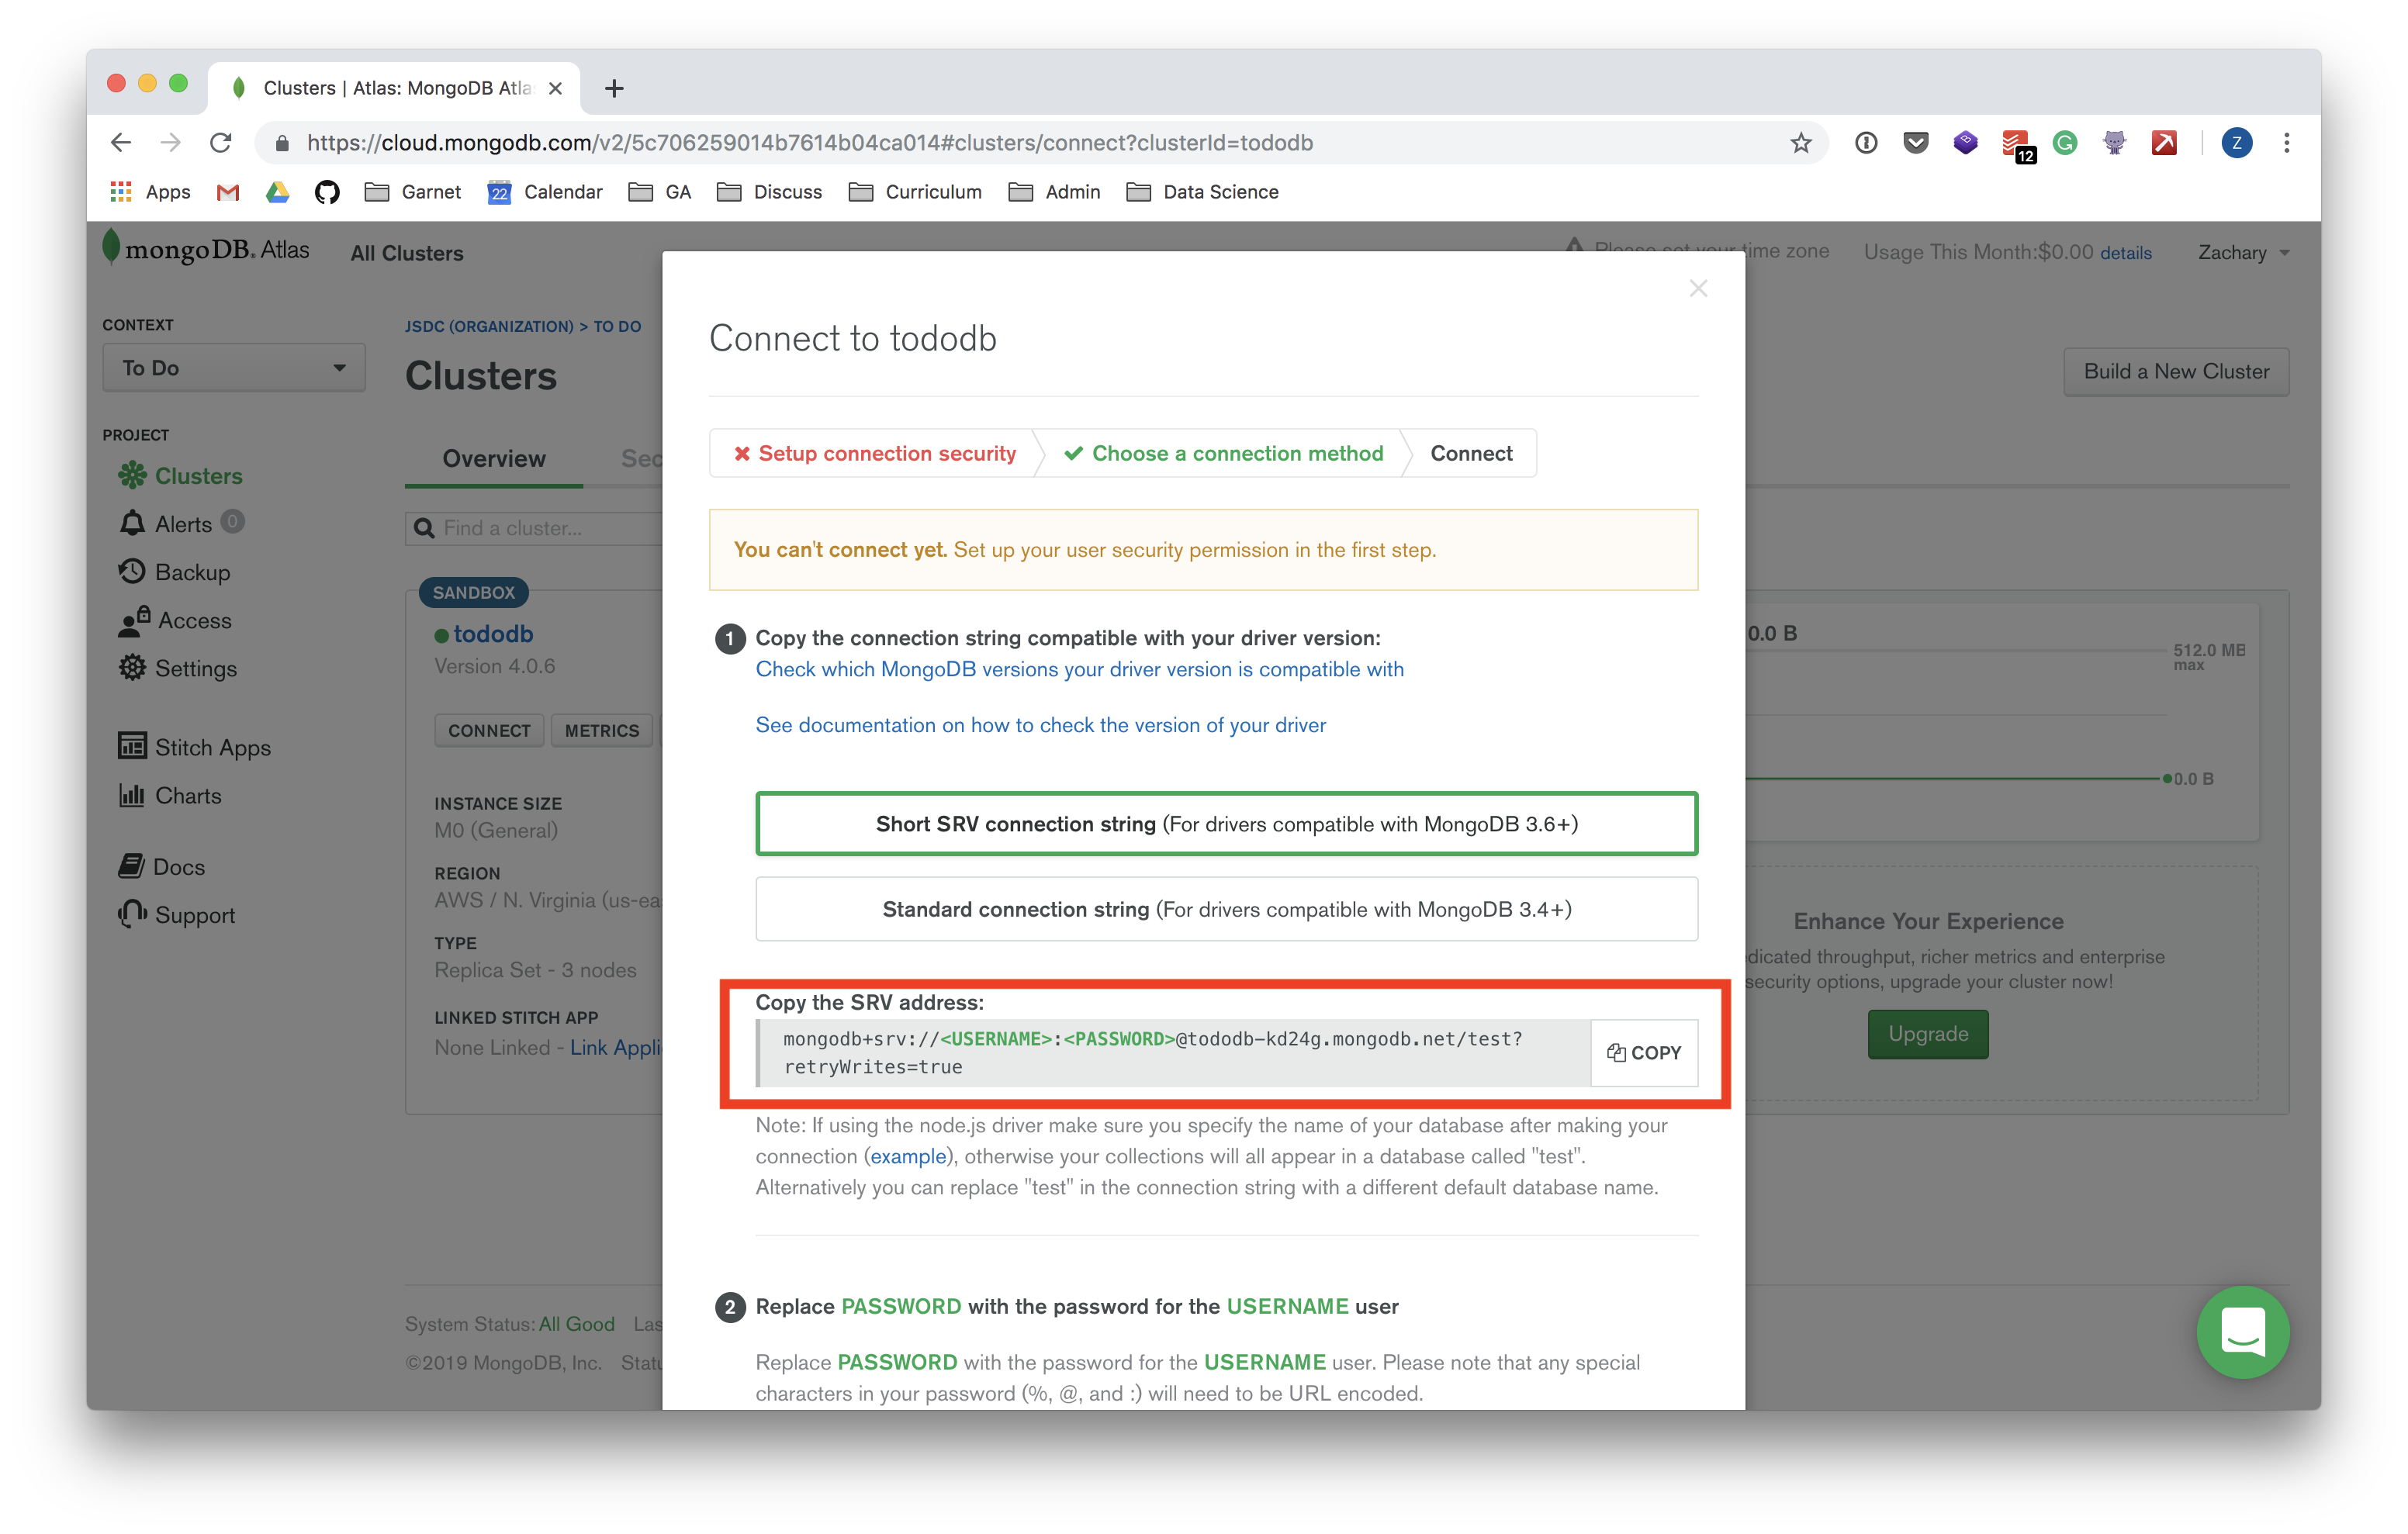 Clusters | Atlas: MongoDB Atla
https://cloud.mongodb.com/v2/5c706259014b7614b04ca014#clusters/connect?clusterId=tododb
12
Z
Apps
Garnet
22
Calendar
GA
Discuss
Curriculum
Admin
Data Science
mongoDB. Atlas
All Clusters
Please set your time zone
Usage This Month:$0.00 details
Zachary
CONTEXT
To Do
PROJECT
Clusters
Alerts 0
Backup
Access
Settings
Stitch Apps
Charts
Docs
Support
JSDC (ORGANIZATION) > TO DO
Clusters
Build a New Cluster
Overview
Sec
Find a cluster...
SANDBOX
tododb
Version 4.0.6
CONNECT
METRICS
INSTANCE SIZE
M0 (General)
REGION
AWS / N. Virginia (us-ea
TYPE
Replica Set - 3 nodes
LINKED STITCH APP
None Linked - Link Appli
System Status: All Good Las
©2019 MongoDB, Inc. Statu
Connect to tododb
Setup connection security
Choose a connection method
Connect
You can't connect yet. Set up your user security permission in the first step.
1 Copy the connection string compatible with your driver version:
Check which MongoDB versions your driver version is compatible with
See documentation on how to check the version of your driver
Short SRV connection string (For drivers compatible with MongoDB 3.6+)
Standard connection string (For drivers compatible with MongoDB 3.4+)
Copy the SRV address:
mongodb+srv://<USERNAME>:<PASSWORD>@tododb-kd24g.mongodb.net/test?
retryWrites=true
COPY
Note: If using the node.js driver make sure you specify the name of your database after making your
connection (example), otherwise your collections will all appear in a database called "test".
Alternatively you can replace "test" in the connection string with a different default database name.
2 Replace PASSWORD with the password for the USERNAME user
Replace PASSWORD with the password for the USERNAME user. Please note that any special
characters in your password (%, @, and :) will need to be URL encoded.
0.0 B
512.0 MB
max
0.0 B
Enhance Your Experience
dicated throughput, richer metrics and enterprise
security options, upgrade your cluster now!
Upgrade